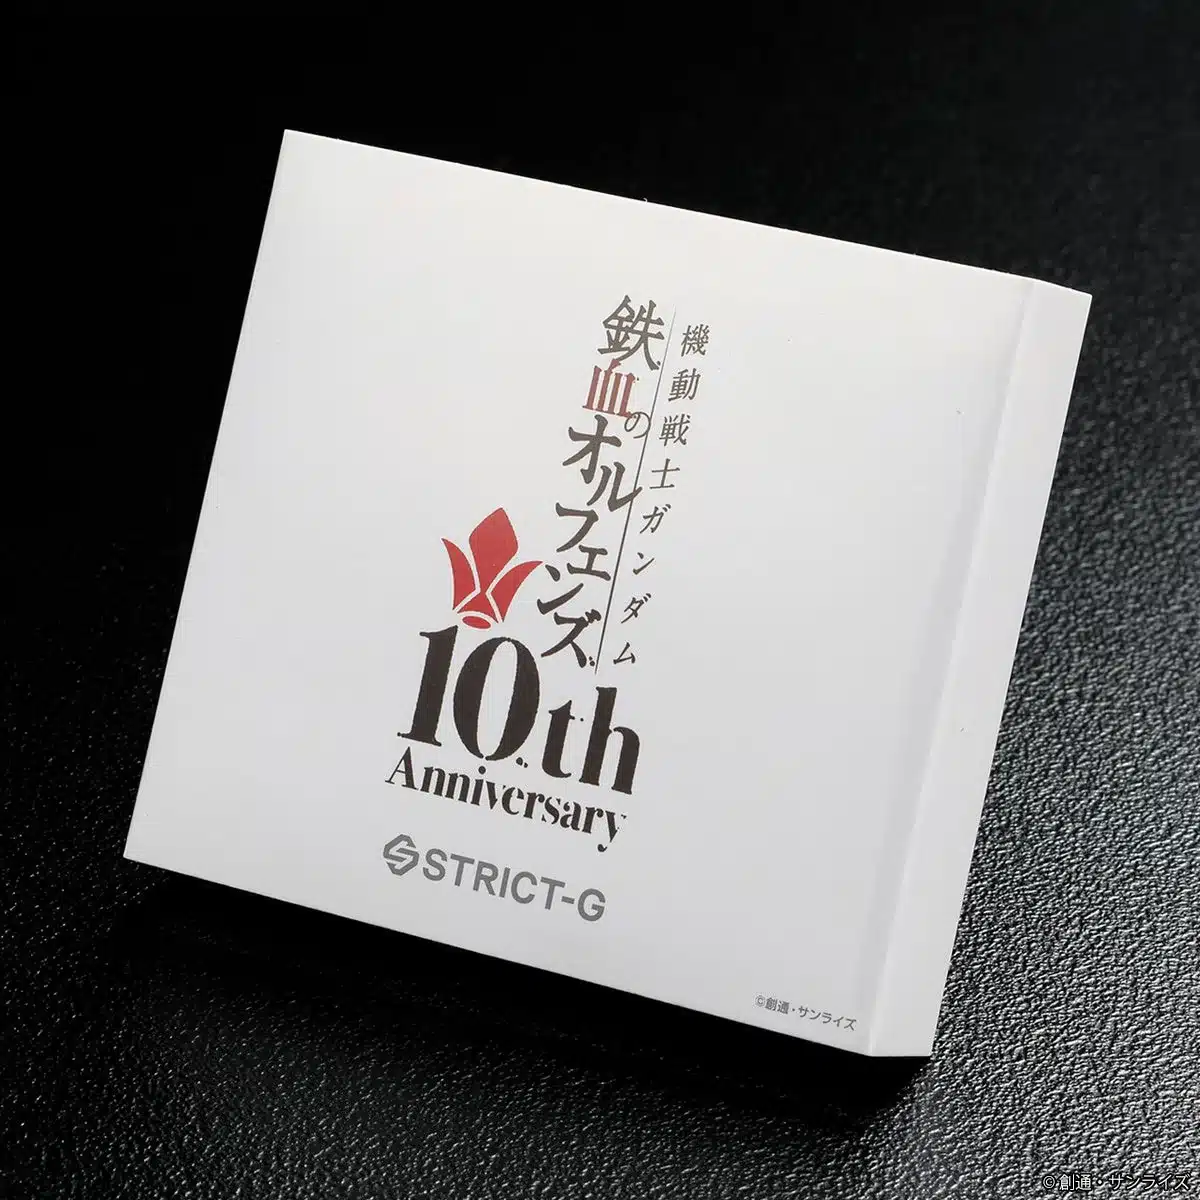 機動戦士ガンダム
鉄血のオルフェンズ
10th
Anniversary
STRICT-G
©創通・サンライズ
©創通・サンライズ